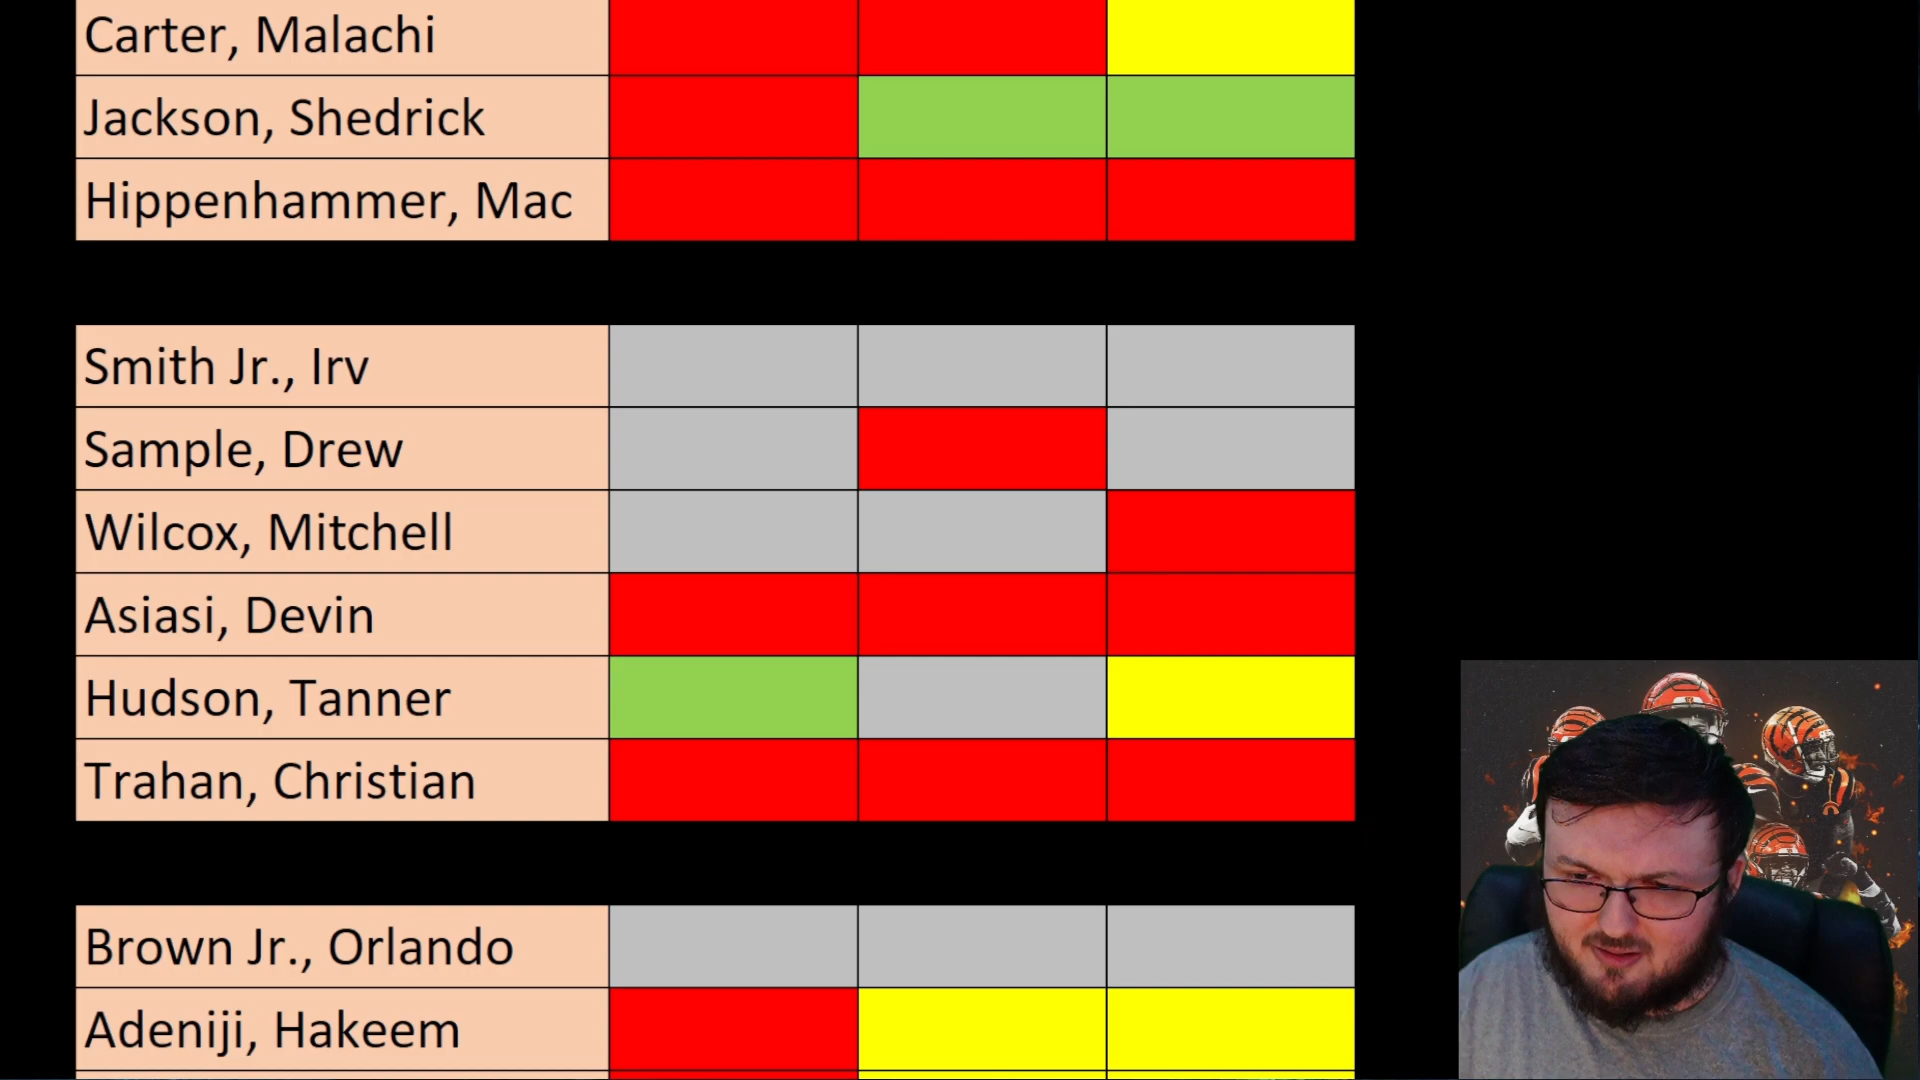 Carter, Malachi
Jackson, Shedrick
Hippenhammer, Mac
Smith Jr., Irv
Sample, Drew
Wilcox, Mitchell
Asiasi, Devin
Hudson, Tanner
Trahan, Christian
Brown Jr., Orlando
Adeniji, Hakeem